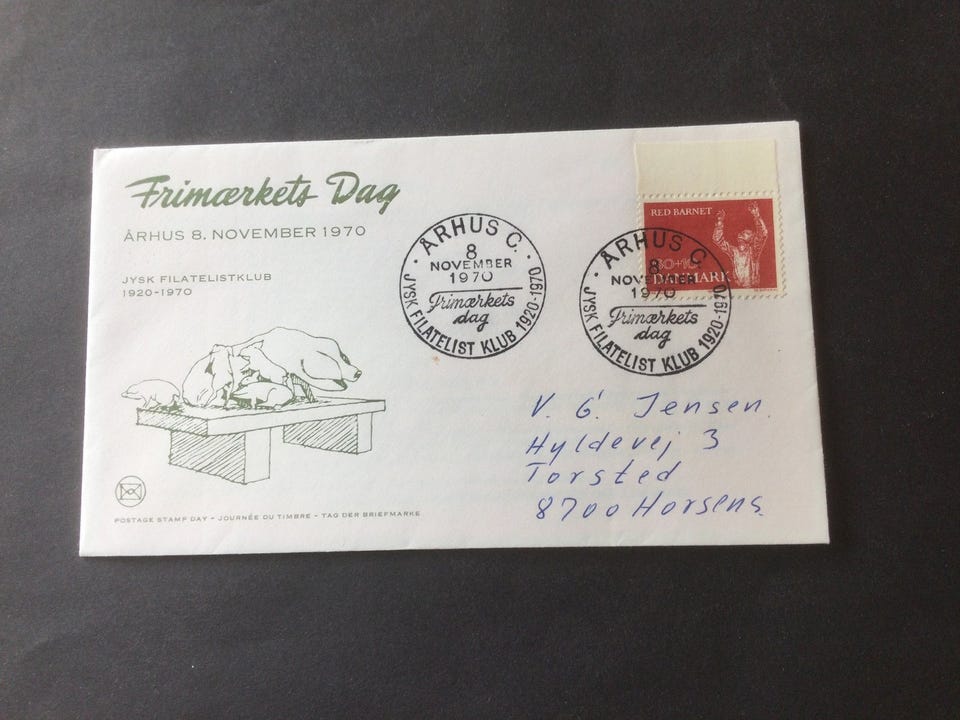 Frimærkets Dag
ÅRHUS 8. NOVEMBER 1970
JYSK FILATELISTKLUB
1920-1970
ÅRHUS C.
8
NOVEMBER
1970
Frimærkets
dag
JYSK FILATELIST KLUB 1920-1970
RED BARNET
DANMARK
ÅRHUS C.
8
NOVEMBER
1970
Frimærkets
dag
JYSK FILATELIST KLUB 1920-1970
V. G. Jensen.
Hyldevej 3
Torsted
8700 Horsens.
POSTAGE STAMP DAY - JOURNÉE DU TIMBRE - TAG DER BRIEFMARKE